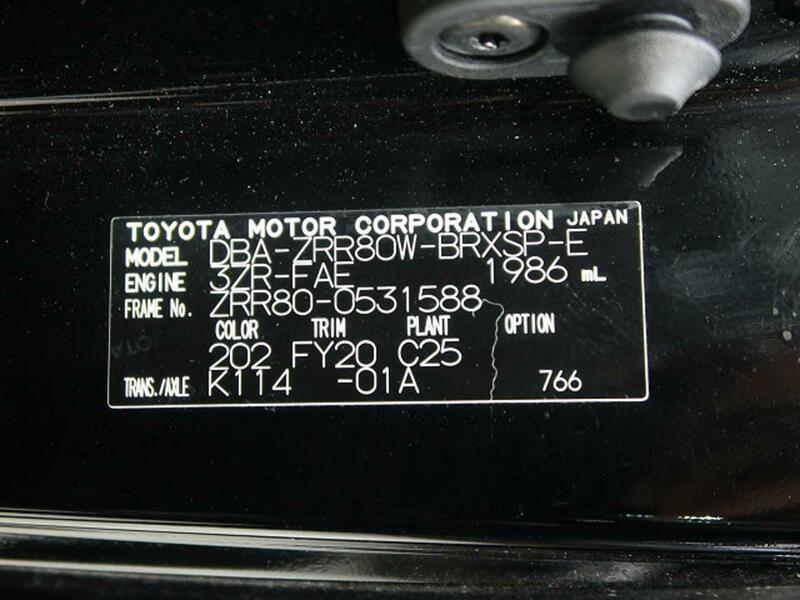 TOYOTA MOTOR CORPORATION JAPAN
MODEL DBA-ZRR80W-BRXSP-E
ENGINE 3ZR-FAE 1986 mL
FRAME No. ZRR80-0531588
COLOR TRIM PLANT OPTION
202 FY20 C25
TRANS./AXLE K114 -01A 766